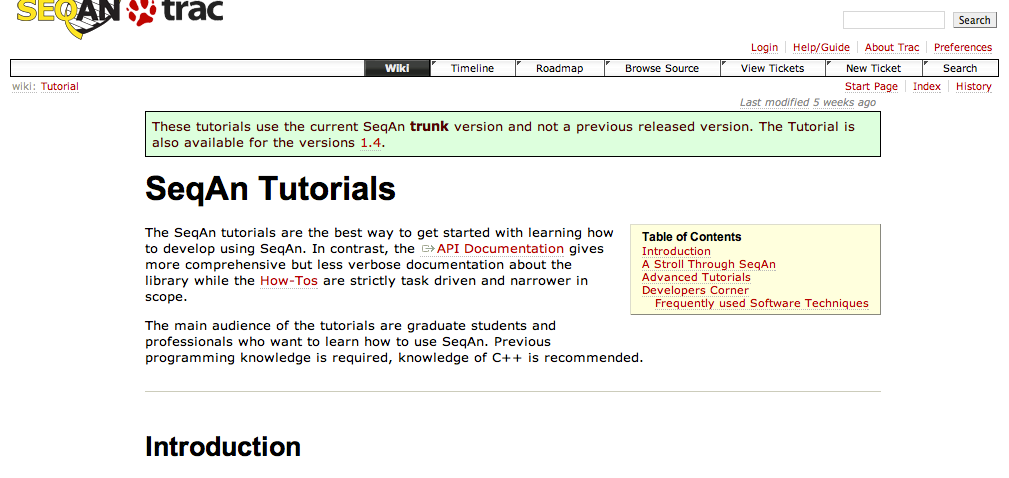 SEQAN trac
Search
Login Help/Guide About Trac Preferences
Wiki Timeline Roadmap Browse Source View Tickets New Ticket Search
wiki: Tutorial
Start Page Index History
Last modified 5 weeks ago
These tutorials use the current SeqAn trunk version and not a previous released version. The Tutorial is
also available for the versions 1.4.
SeqAn Tutorials
The SeqAn tutorials are the best way to get started with learning how
to develop using SeqAn. In contrast, the API Documentation gives
more comprehensive but less verbose documentation about the
library while the How-Tos are strictly task driven and narrower in
scope.
Table of Contents
Introduction
A Stroll Through SeqAn
Advanced Tutorials
Developers Corner
Frequently used Software Techniques
The main audience of the tutorials are graduate students and
professionals who want to learn how to use SeqAn. Previous
programming knowledge is required, knowledge of C++ is recommended.
Introduction